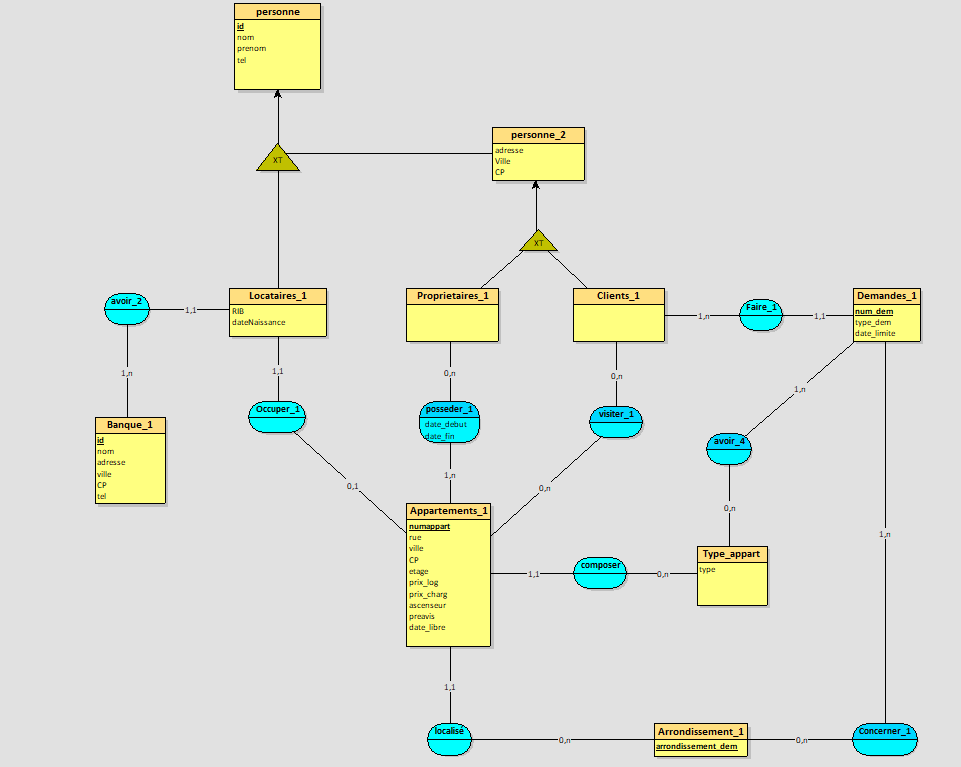 personne
id
nom
prenom
tel
personne_2
adresse
Ville
CP
XT
XT
avoir_2
1,1
Locataires_1
RIB
dateNaissance
Proprietaires_1
Clients_1
1,n
Faire_1
1,1
Demandes_1
num_dem
type_dem
date_limite
1,n
1,1
0,n
0,n
1,n
Banque_1
id
nom
adresse
ville
CP
tel
Occuper_1
posseder_1
date_debut
date_fin
visiter_1
avoir_4
0,1
1,n
0,n
0,n
Appartements_1
numappart
rue
ville
CP
etage
prix_log
prix_charg
ascenseur
preavis
date_libre
1,1
composer
0,n
Type_appart
type
1,n
1,1
localise
0,n
Arrondissement_1
arrondissement_dem
0,n
Concerner_1